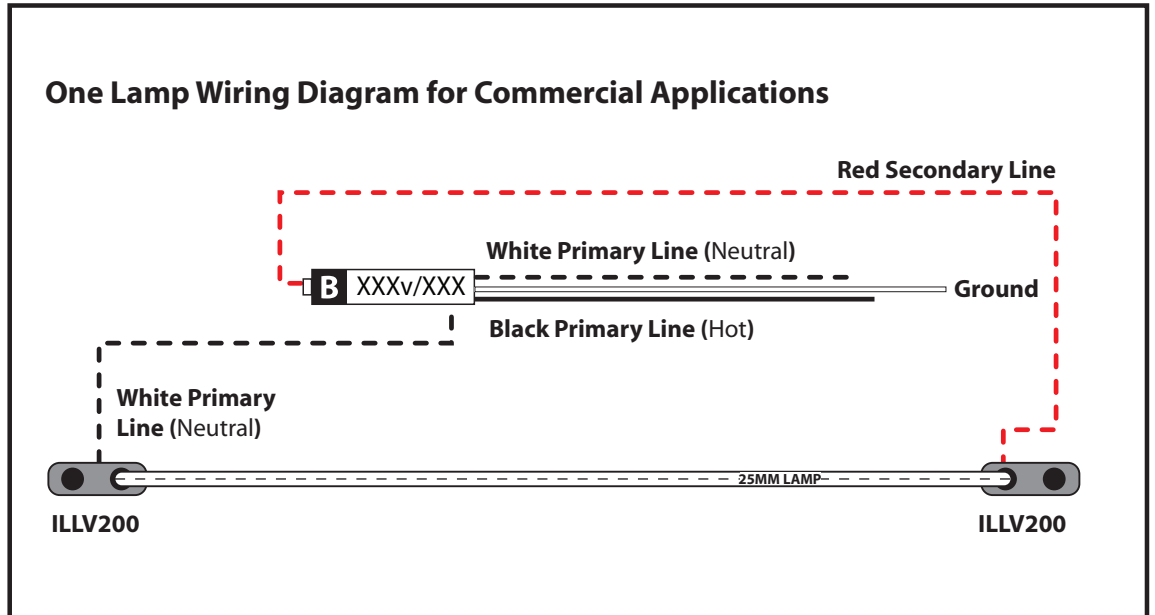 One Lamp Wiring Diagram for Commercial Applications
Red Secondary Line
White Primary Line (Neutral)
B XXXv/XXX
Ground
Black Primary Line (Hot)
White Primary
Line (Neutral)
25MM LAMP
ILLV200
ILLV200